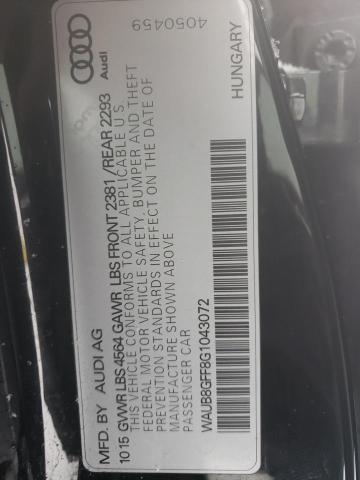 MFD. BY AUDI AG
Audi
1015 GVWR LBS 4564 GAWR LBS FRONT 2381 /REAR 2293
THIS VEHICLE CONFORMS TO ALL APPLICABLE U S
FEDERAL MOTOR VEHICLE SAFETY. BUMPER AND THEFT
PREVENTION STANDARDS IN EFFECT ON THE DATE OF
MANUFACTURE SHOWN ABOVE
PASSENGER CAR
WAUB8GFF8G1043072
HUNGARY
4050459